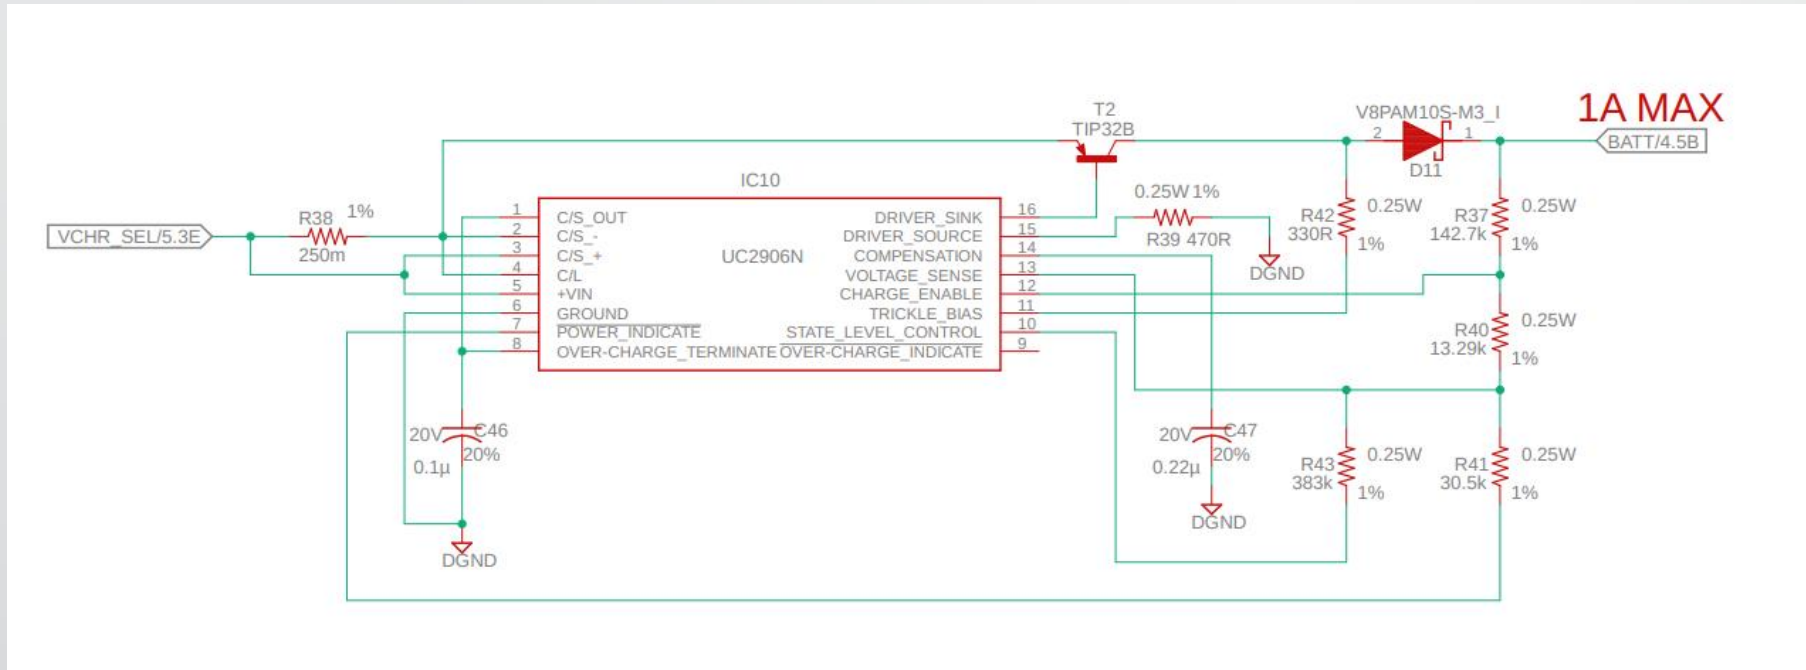 1A MAX
T2
TIP32B
V8PAM10S-M3_I
2
1
D11
BATT/4.5B
IC10
0.25W 1%
R39 470R
DGND
R42
330R
0.25W
1%
R37
142.7k
0.25W
1%
VCHR_SEL/5.3E
R38
1%
250m
UC2906N
1 C/S_OUT
2 C/S_-
3 C/S_+
4 C/L
5 +VIN
6 GROUND
7 POWER_INDICATE
8 OVER-CHARGE_TERMINATE
DRIVER_SINK 16
DRIVER_SOURCE 15
COMPENSATION 14
VOLTAGE_SENSE 13
CHARGE_ENABLE 12
TRICKLE_BIAS 11
STATE_LEVEL_CONTROL 10
OVER-CHARGE_INDICATE 9
R40
13.29k
0.25W
1%
20V
C46
20%
0.1µ
DGND
20V
C47
20%
0.22µ
DGND
R43
383k
0.25W
1%
R41
30.5k
0.25W
1%